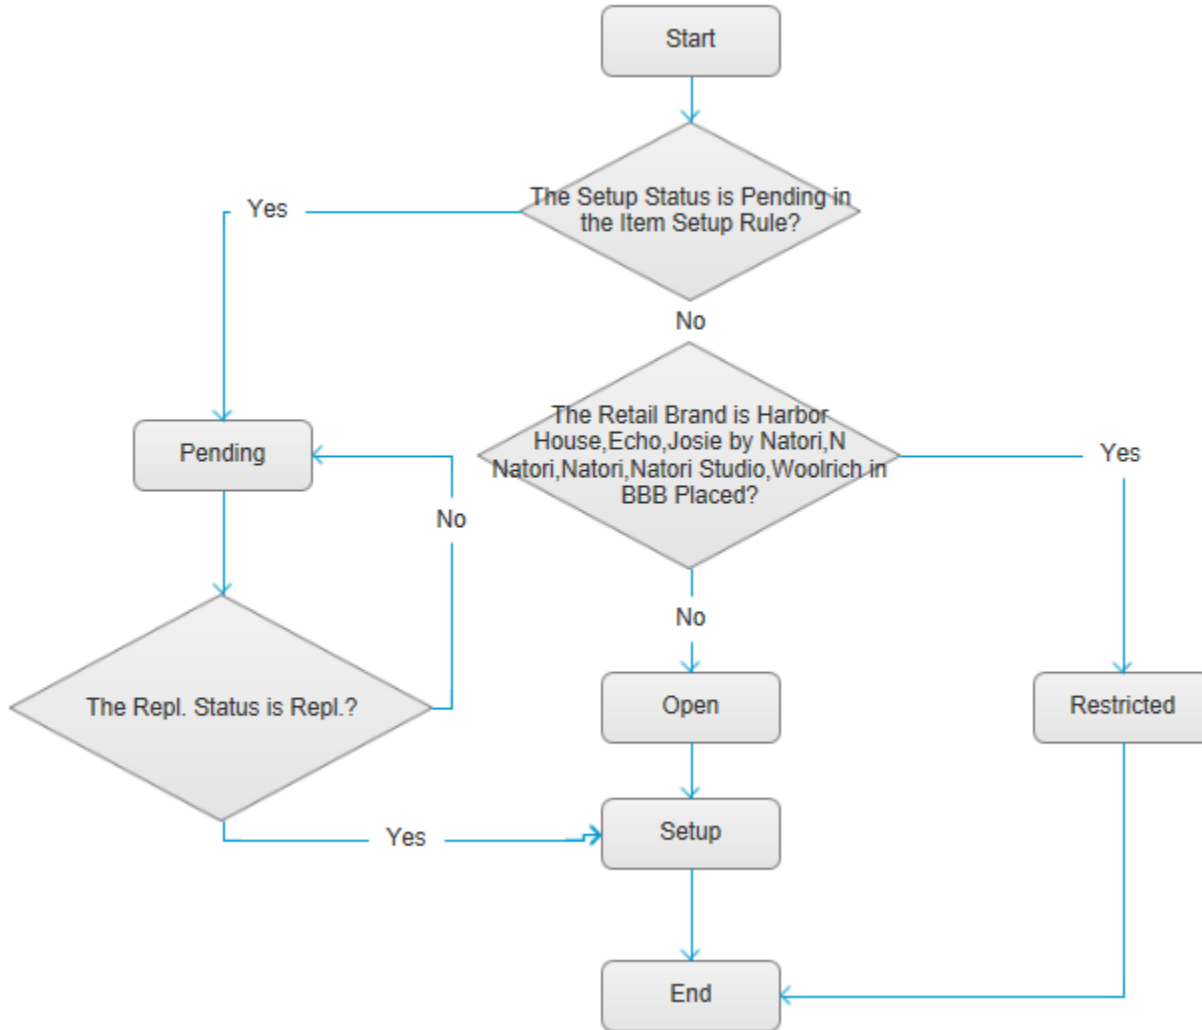 Start
The Setup Status is Pending in
the Item Setup Rule?
Yes
No
The Retail Brand is Harbor
House,Echo,Josie by Natori,N
Natori,Natori,Natori Studio,Woolrich in
BBB Placed?
Yes
Pending
No
No
The Repl. Status is Repl.?
Open
Restricted
Yes
Setup
End